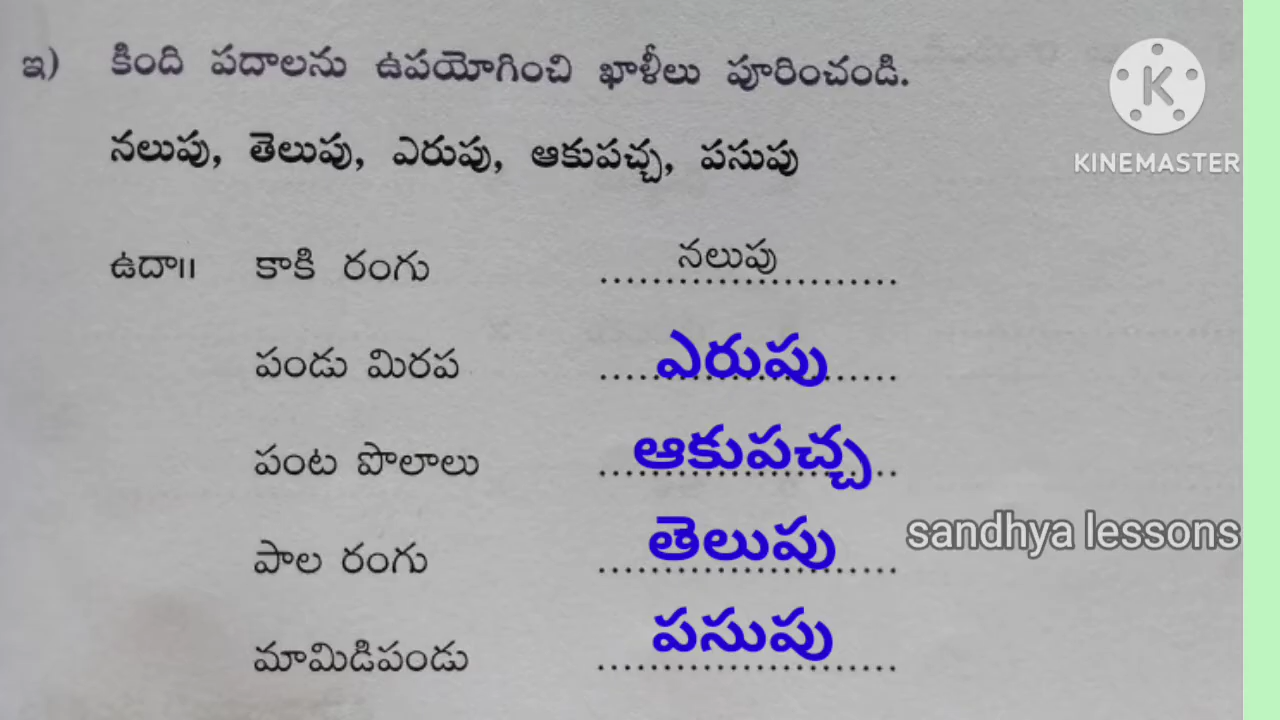 ఇ) కింది పదాలను ఉపయోగించి ఖాళీలు పూరించండి.
KINEMASTER
నలుపు, తెలుపు, ఎరుపు, ఆకుపచ్చ, పసుపు
ఉదా॥ కాకి రంగు ...................... నలుపు
పండు మిరప ...................... ఎరుపు
పంట పొలాలు ...................... ఆకుపచ్చ
sandhya lessons
పాల రంగు ...................... తెలుపు
మామిడిపండు ...................... పసుపు